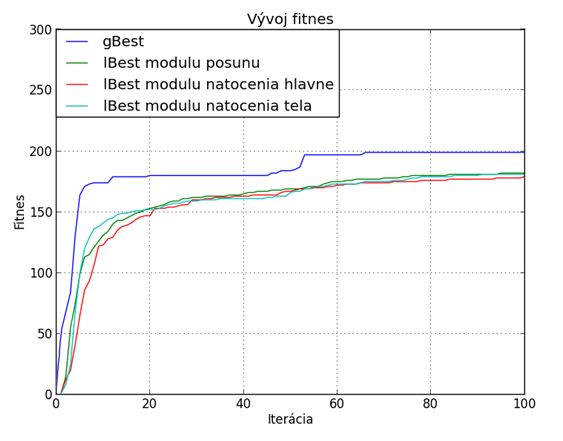 Vývoj fitnes
300
250
200
150
100
50
0
Fitnes
gBest
lBest modulu posunu
lBest modulu natocenia hlavne
lBest modulu natocenia tela
0 20 40 60 80 100
Iterácia